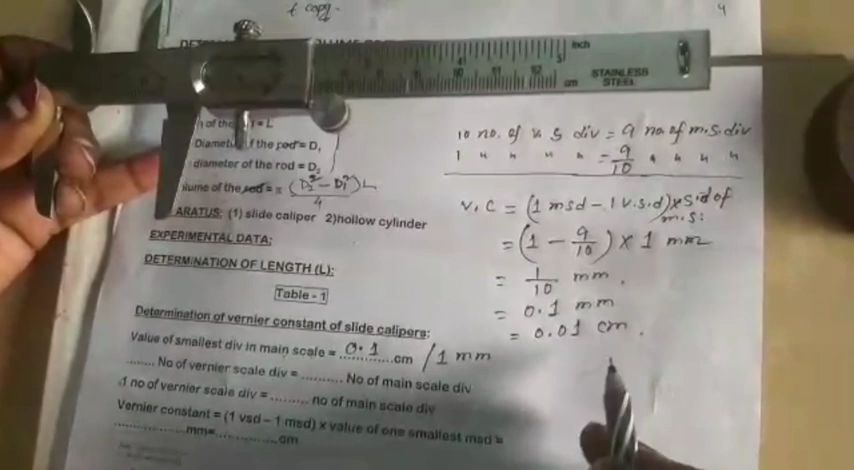 f copy.
4
inch
cm
STAINLESS
STEEL
10 no. of v.s div = 9 no. of m.s. div
1 " " " " = 9/10 " " " "
diameter of the rod = D2
(D2² – D1²)L
4
ARATUS: (1) slide caliper 2)hollow cylinder
EXPERIMENTAL DATA:
DETERMINATION OF LENGTH (L):
Table - 1
Determination of vernier constant of slide calipers:
Value of smallest div in main scale = 0.1 cm / 1 mm
....... No of vernier scale div = ......... No of main scale div
.1 no of vernier scale div = ......... no of main scale div
Vernier constant = (1 vsd – 1 msd) x value of one smallest msd =
...............mm=............cm
V.C = (1 msd - 1 v.s.d) x s.d of m.s:
= (1 - 9/10) x 1 mm
= 1/10 mm.
= 0.1 mm
= 0.01 cm.